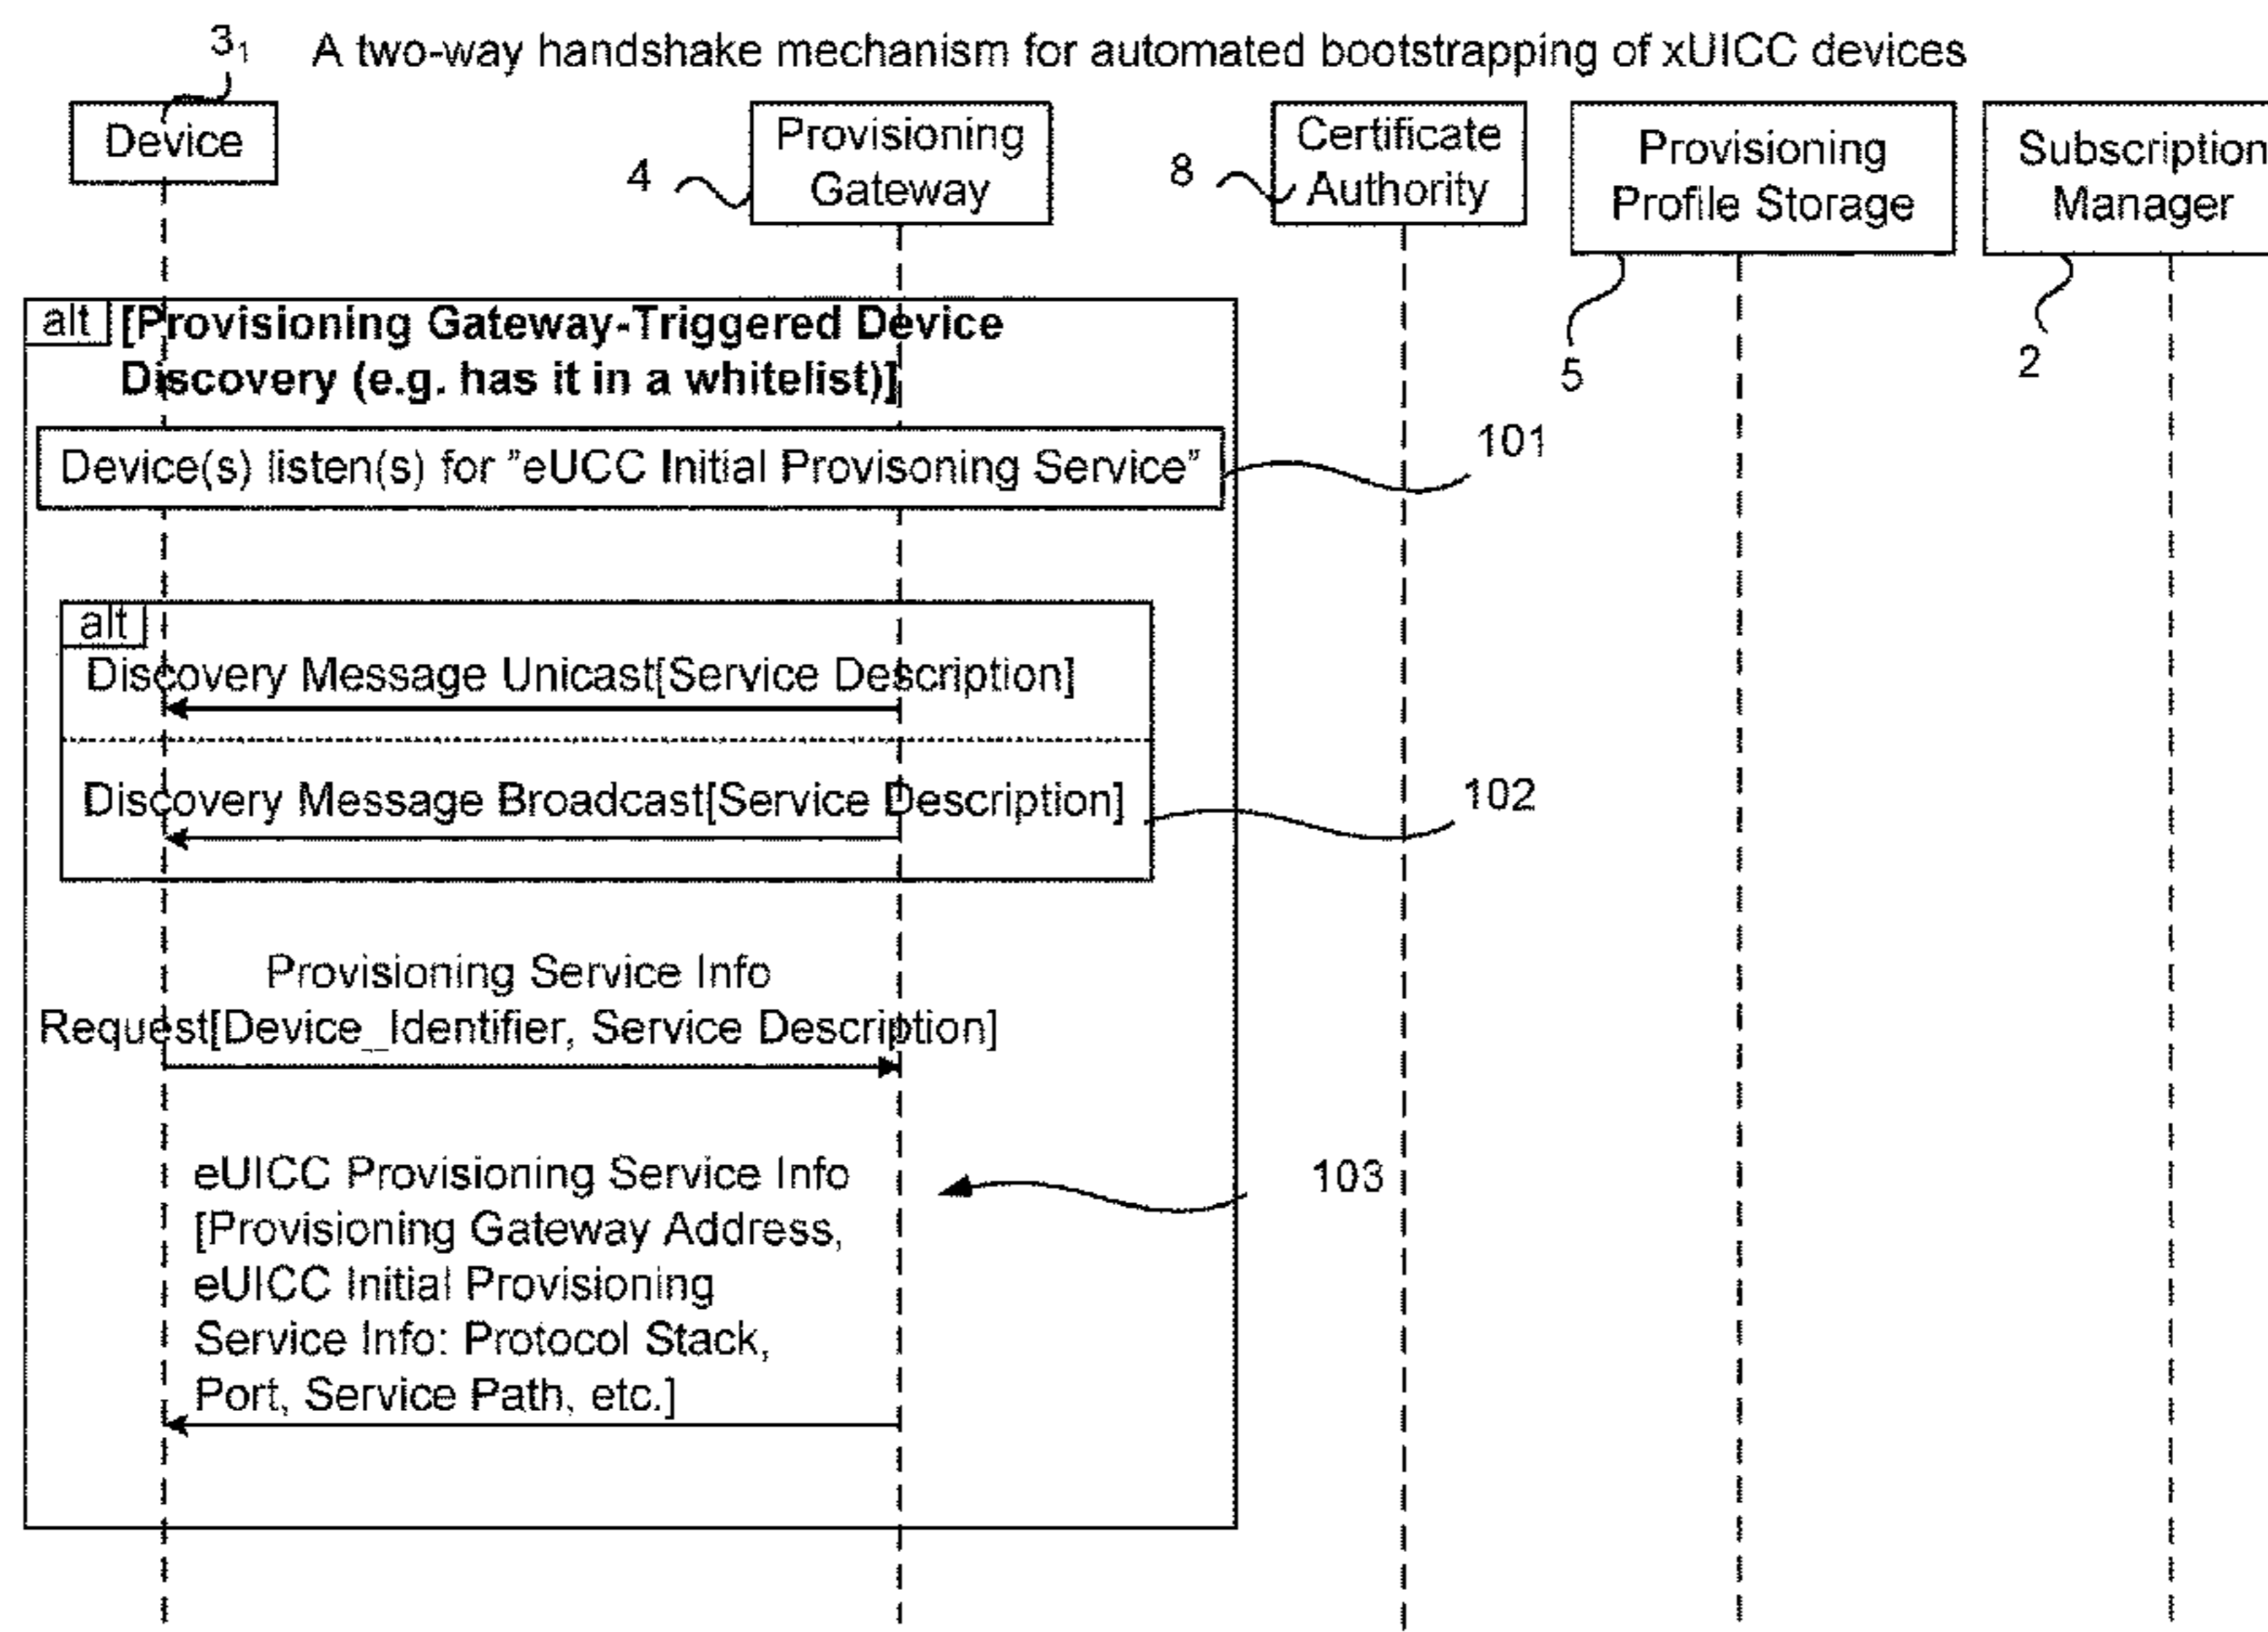 3₁ A two-way handshake mechanism for automated bootstrapping of xUICC devices
Device
Provisioning
Gateway
4
Certificate
Authority
8
Provisioning
Profile Storage
5
Subscription
Manager
2
alt [Provisioning Gateway-Triggered Device
Discovery (e.g. has it in a whitelist)]
Device(s) listen(s) for ”eUCC Initial Provisoning Service”
101
alt
Discovery Message Unicast[Service Description]
Discovery Message Broadcast[Service Description]
102
Provisioning Service Info
Request[Device_Identifier, Service Description]
eUICC Provisioning Service Info
[Provisioning Gateway Address,
eUICC Initial Provisioning
Service Info: Protocol Stack,
Port, Service Path, etc.]
103